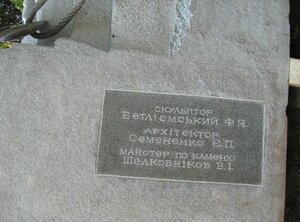 СКУЛЬПТОР
БЕТЛІЄМСЬКИЙ Ф.Я.
АРХІТЕКТОР
СЕМЕНЕНКО Є.П.
МАЙСТЕР ПО КАМЕНЮ
ШЕЛКОВНІКОВ В.І.